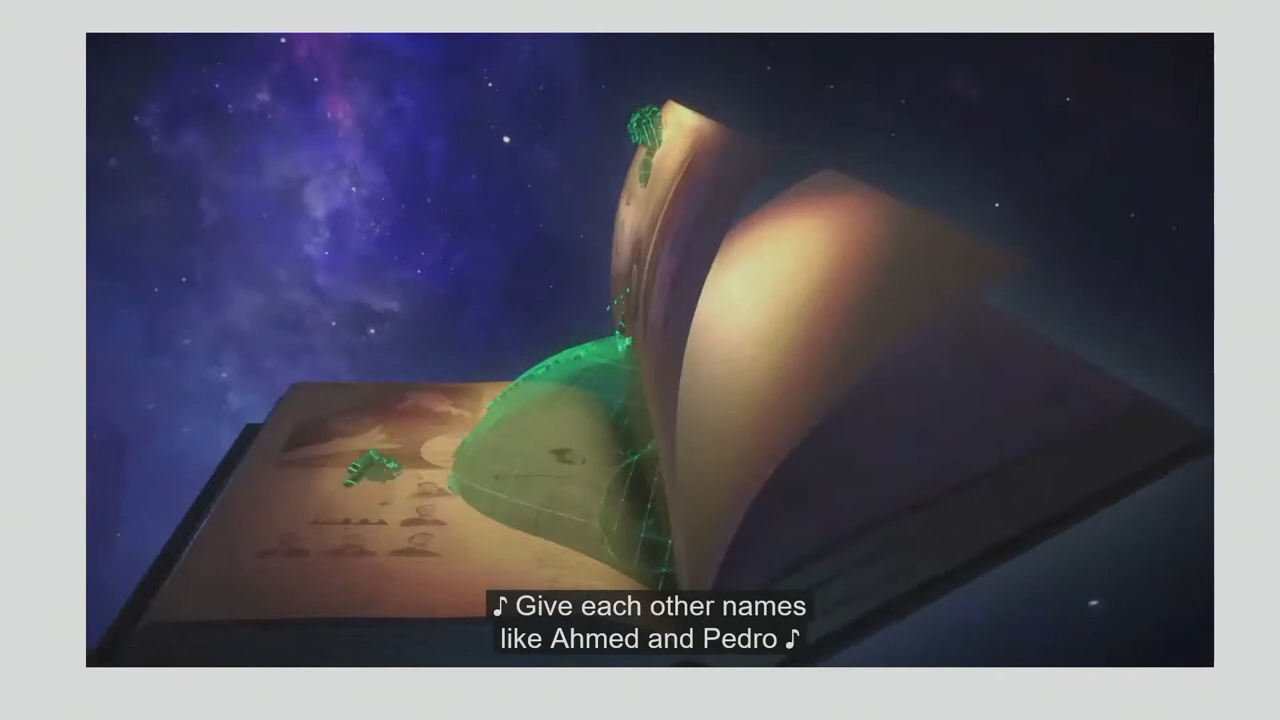 ♪ Give each other names
like Ahmed and Pedro ♪